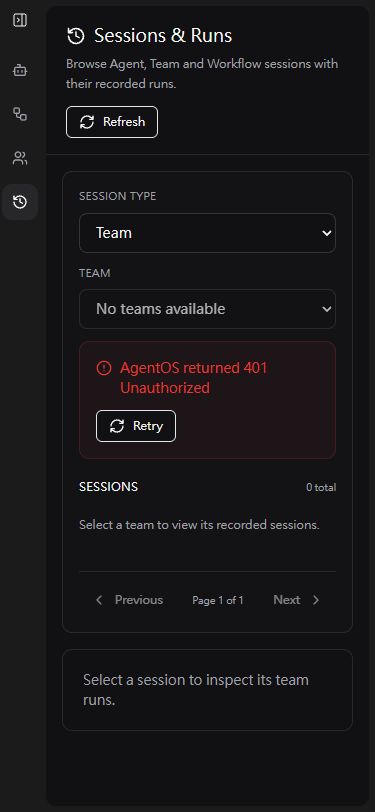 Sessions & Runs
Browse Agent, Team and Workflow sessions with
their recorded runs.
Refresh
SESSION TYPE
Team
TEAM
No teams available
AgentOS returned 401
Unauthorized
Retry
SESSIONS
0 total
Select a team to view its recorded sessions.
Previous
Page 1 of 1
Next
Select a session to inspect its team
runs.